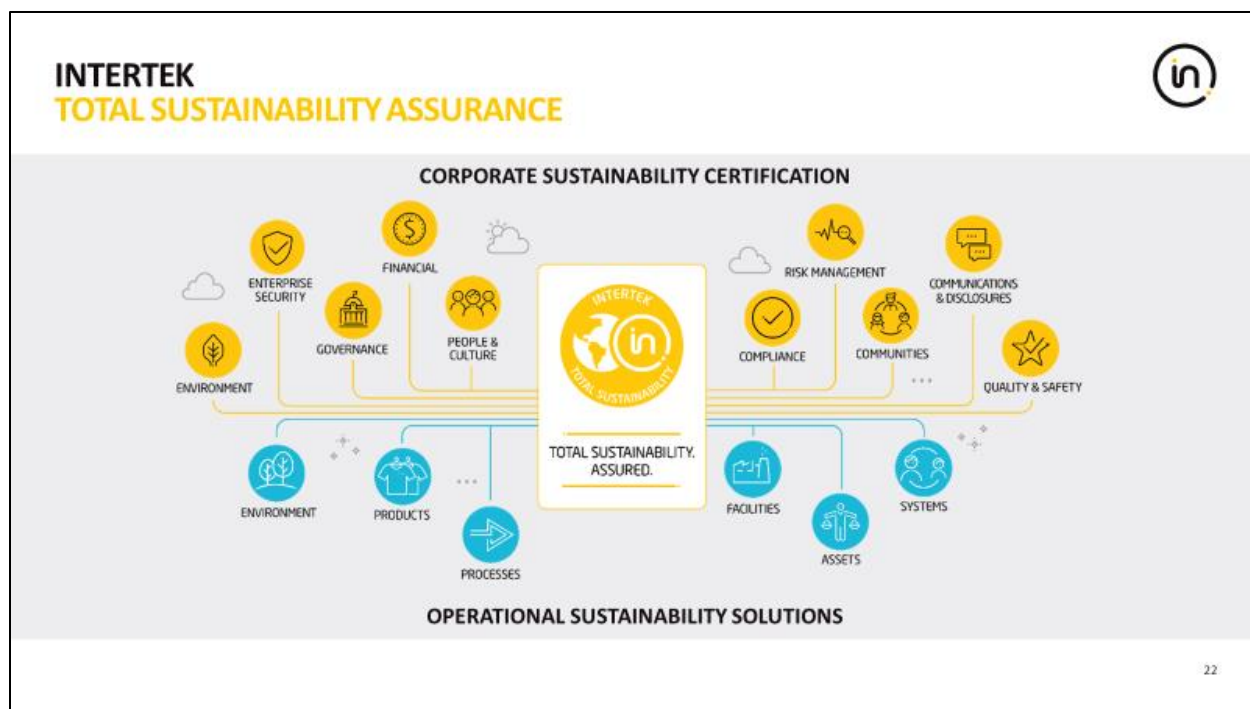 INTERTEK
TOTAL SUSTAINABILITY ASSURANCE
in
CORPORATE SUSTAINABILITY CERTIFICATION
FINANCIAL
RISK MANAGEMENT
ENTERPRISE
SECURITY
COMMUNICATIONS
& DISCLOSURES
GOVERNANCE
PEOPLE &
CULTURE
COMPLIANCE
COMMUNITIES
ENVIRONMENT
QUALITY & SAFETY
INTERTEK
in
TOTAL SUSTAINABILITY
TOTAL SUSTAINABILITY.
ASSURED.
ENVIRONMENT
PRODUCTS
PROCESSES
FACILITIES
ASSETS
SYSTEMS
OPERATIONAL SUSTAINABILITY SOLUTIONS
22